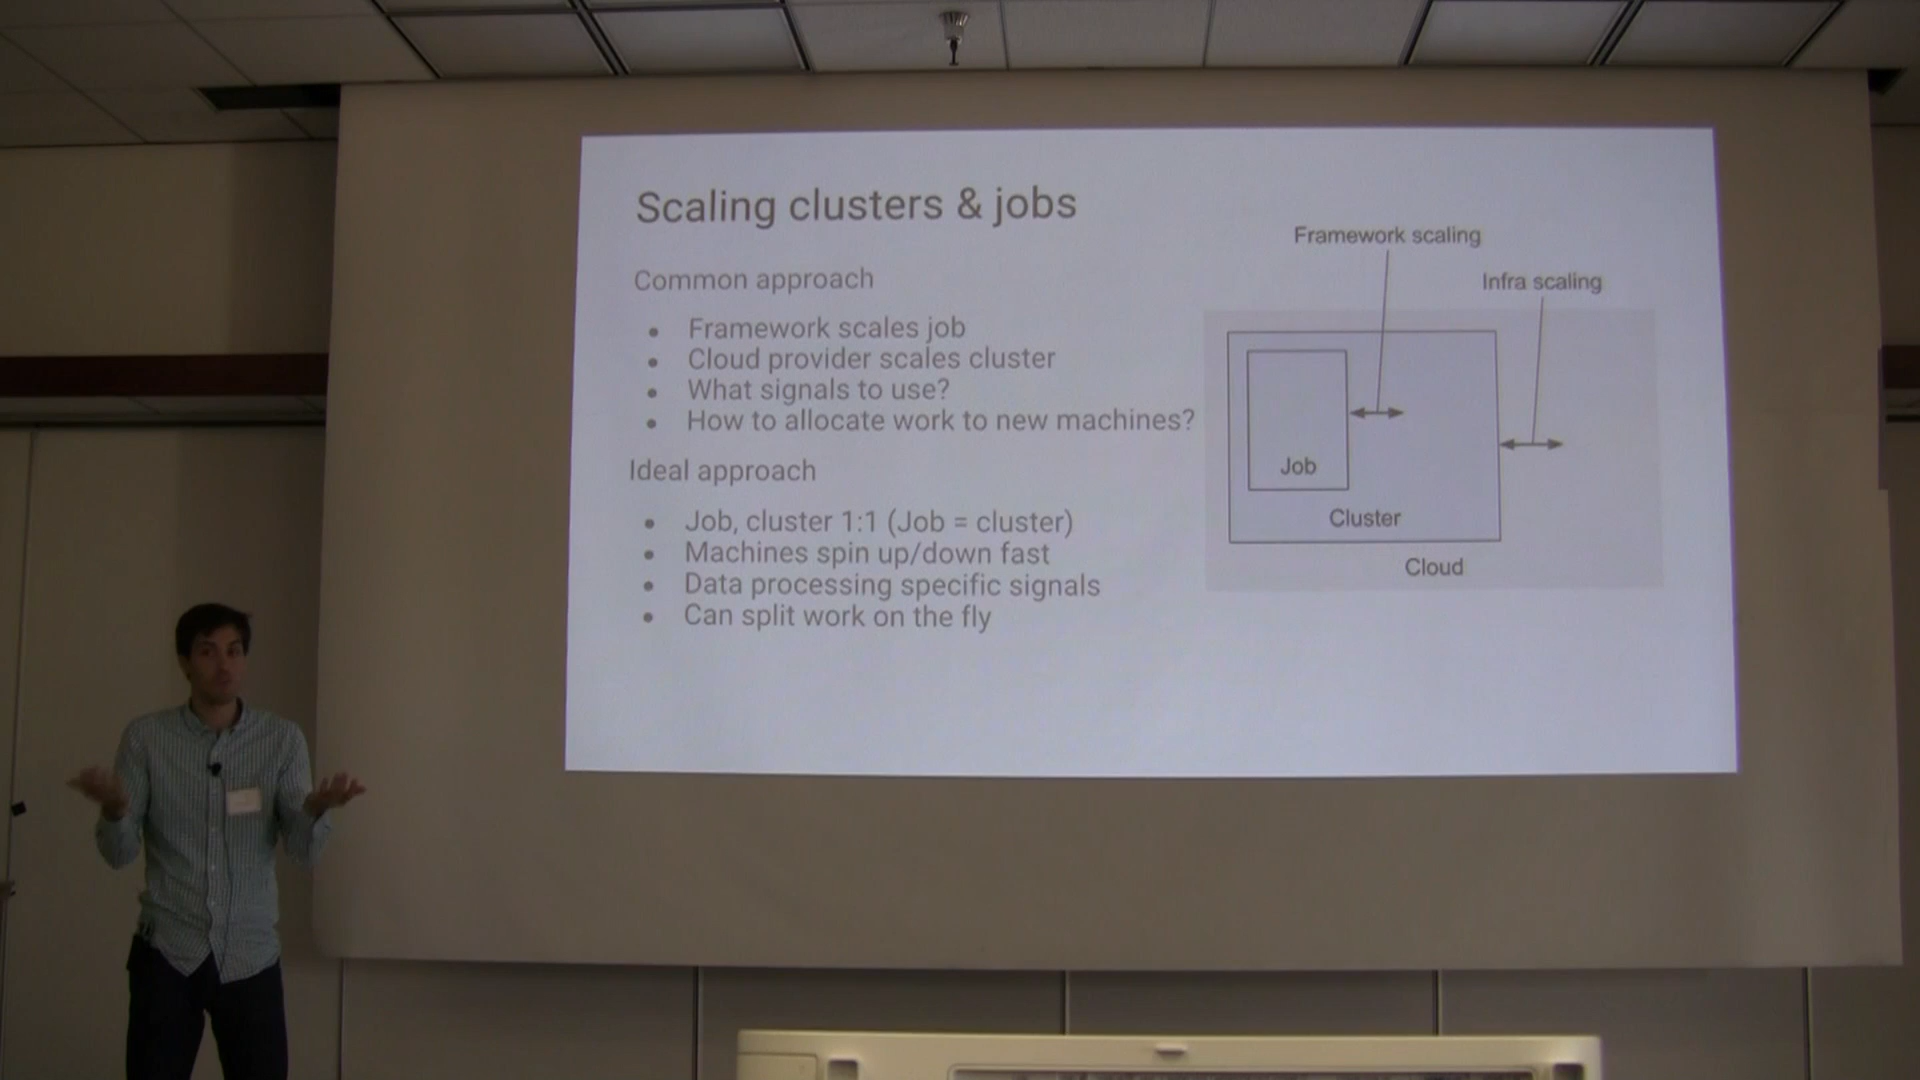 Scaling clusters & jobs
Common approach
• Framework scales job
• Cloud provider scales cluster
• What signals to use?
• How to allocate work to new machines?
Ideal approach
• Job, cluster 1:1 (Job = cluster)
• Machines spin up/down fast
• Data processing specific signals
• Can split work on the fly
Framework scaling
Infra scaling
Job
Cluster
Cloud